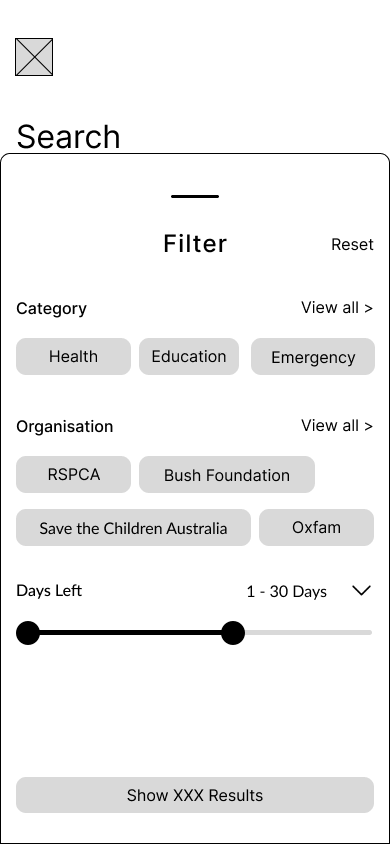 Search
Filter
Reset
Category
View all >
Health
Education
Emergency
Organisation
View all >
RSPCA
Bush Foundation
Save the Children Australia
Oxfam
Days Left
1 - 30 Days
Show XXX Results